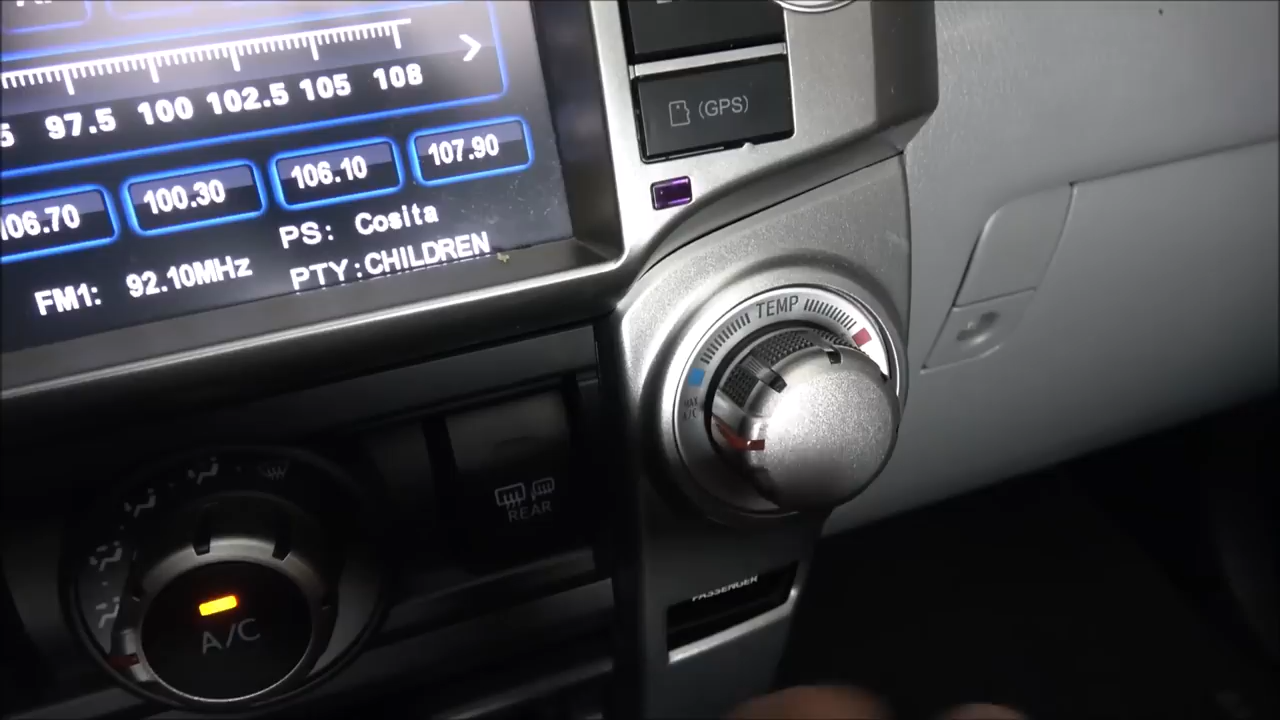 97.5 100 102.5 105 108
106.70 100.30 106.10 107.90
FM1: 92.10MHz PS: Cosita
PTY:CHILDREN
(GPS)
TEMP
MAX
A/C
REAR
A/C
PASSENGER